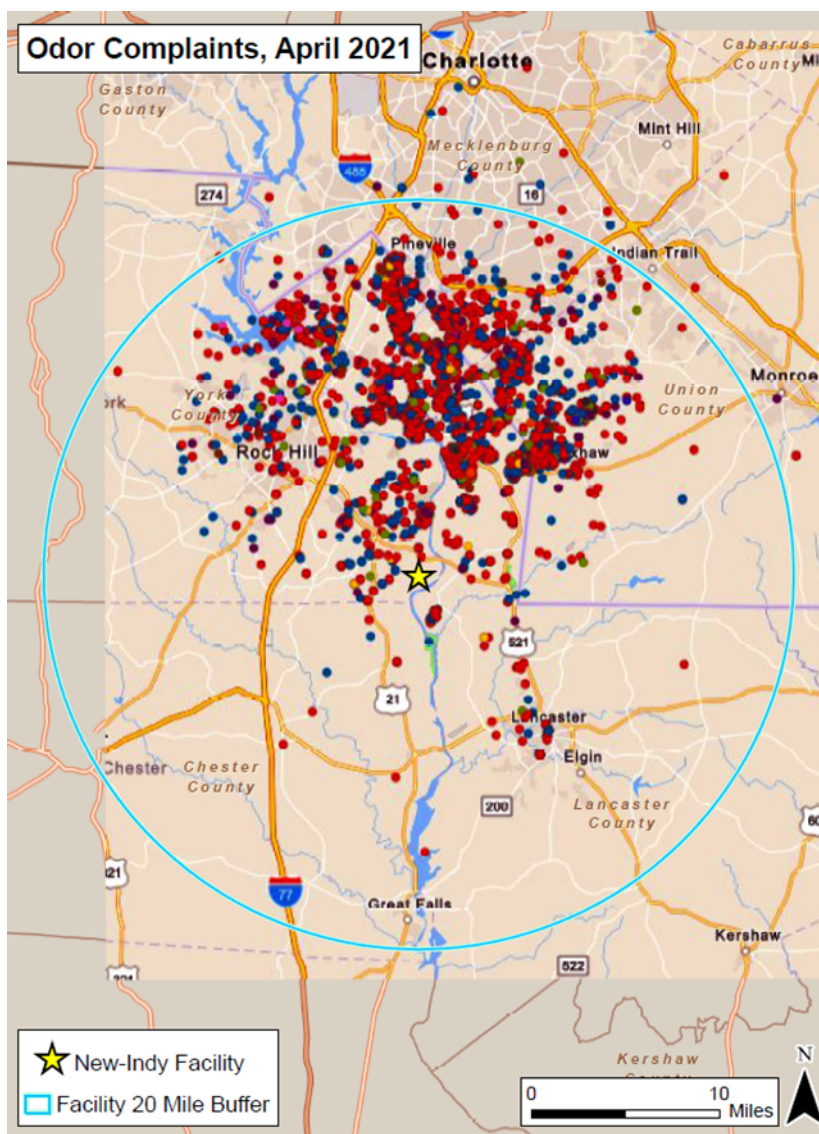 Odor Complaints, April 2021
Charlotte
Cabarrus
County
Gaston
County
Mint Hill
Mecklenburg
County
485
274
16
Pineville
Indian Trail
York
County
Union
County
Monroe
Rock Hill
521
21
Lancaster
Elgin
Chester
Chester
County
200
Lancaster
County
77
Great Falls
Kershaw
522
New-Indy Facility
Facility 20 Mile Buffer
Kershaw
County
0
10
Miles
N